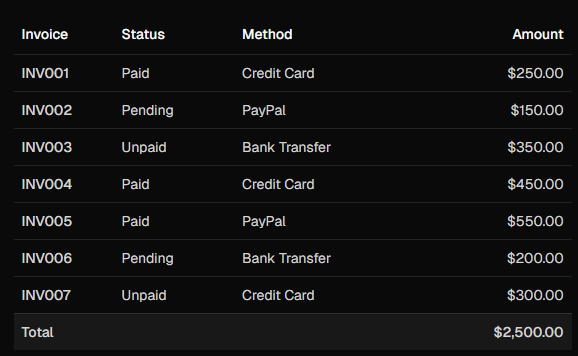 Invoice Status Method Amount
INV001 Paid Credit Card $250.00
INV002 Pending PayPal $150.00
INV003 Unpaid Bank Transfer $350.00
INV004 Paid Credit Card $450.00
INV005 Paid PayPal $550.00
INV006 Pending Bank Transfer $200.00
INV007 Unpaid Credit Card $300.00
Total $2,500.00